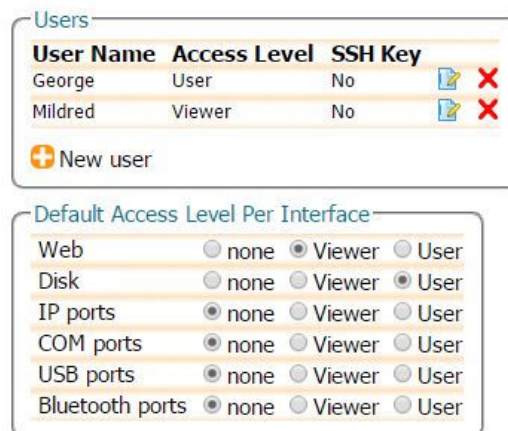 Users
User Name Access Level SSH Key
George User No
Mildred Viewer No
New user
Default Access Level Per Interface
Web none Viewer User
Disk none Viewer User
IP ports none Viewer User
COM ports none Viewer User
USB ports none Viewer User
Bluetooth ports none Viewer User